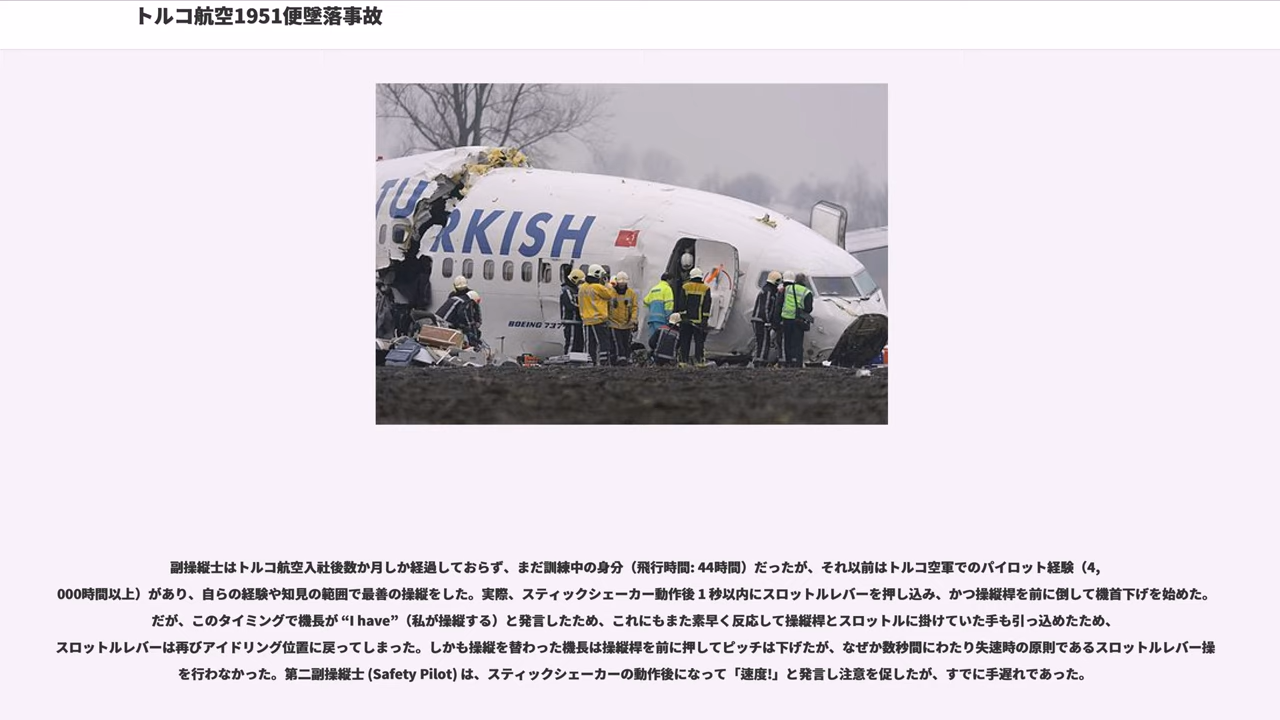 トルコ航空1951便墜落事故
TURKISH
BOEING 737
副操縦士はトルコ航空入社後数か月しか経過しておらず、まだ訓練中の身分（飛行時間: 44時間）だったが、それ以前はトルコ空軍でのパイロット経験（4,
000時間以上）があり、自らの経験や知見の範囲で最善の操縦をした。実際、スティックシェーカー動作後 1 秒以内にスロットルレバーを押し込み、かつ操縦桿を前に倒して機首下げを始めた。
だが、このタイミングで機長が “I have”（私が操縦する）と発言したため、これにもまた素早く反応して操縦桿とスロットルに掛けていた手も引っ込めたため、
スロットルレバーは再びアイドリング位置に戻ってしまった。しかも操縦を替わった機長は操縦桿を前に押してピッチは下げたが、なぜか数秒間にわたり失速時の原則であるスロットルレバー操
を行わなかった。第二副操縦士 (Safety Pilot) は、スティックシェーカーの動作後になって「速度!」と発言し注意を促したが、すでに手遅れであった。